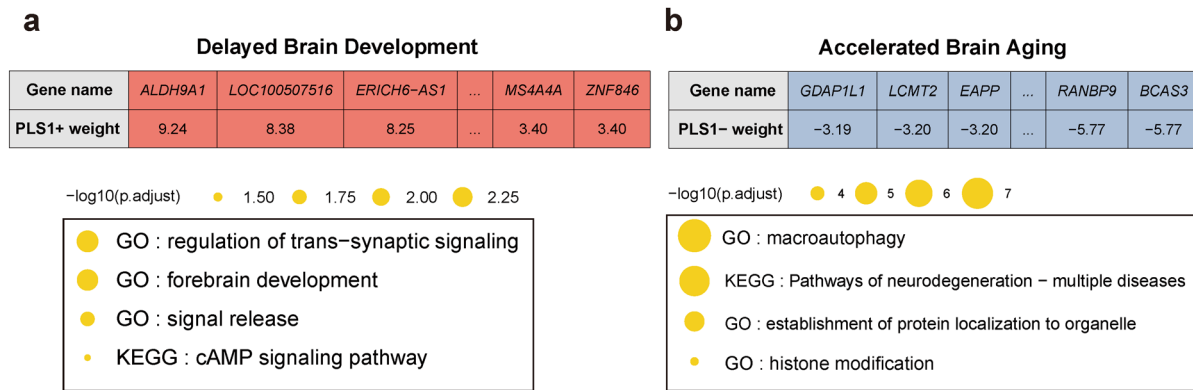 a
Delayed Brain Development
Gene name ALDH9A1 LOC100507516 ERICH6−AS1 ... MS4A4A ZNF846
PLS1+ weight 9.24 8.38 8.25 ... 3.40 3.40
−log10(p.adjust) 1.50 1.75 2.00 2.25
GO : regulation of trans−synaptic signaling
GO : forebrain development
GO : signal release
KEGG : cAMP signaling pathway
b
Accelerated Brain Aging
Gene name GDAP1L1 LCMT2 EAPP ... RANBP9 BCAS3
PLS1− weight −3.19 −3.20 −3.20 ... −5.77 −5.77
−log10(p.adjust) 4 5 6 7
GO : macroautophagy
KEGG : Pathways of neurodegeneration − multiple diseases
GO : establishment of protein localization to organelle
GO : histone modification